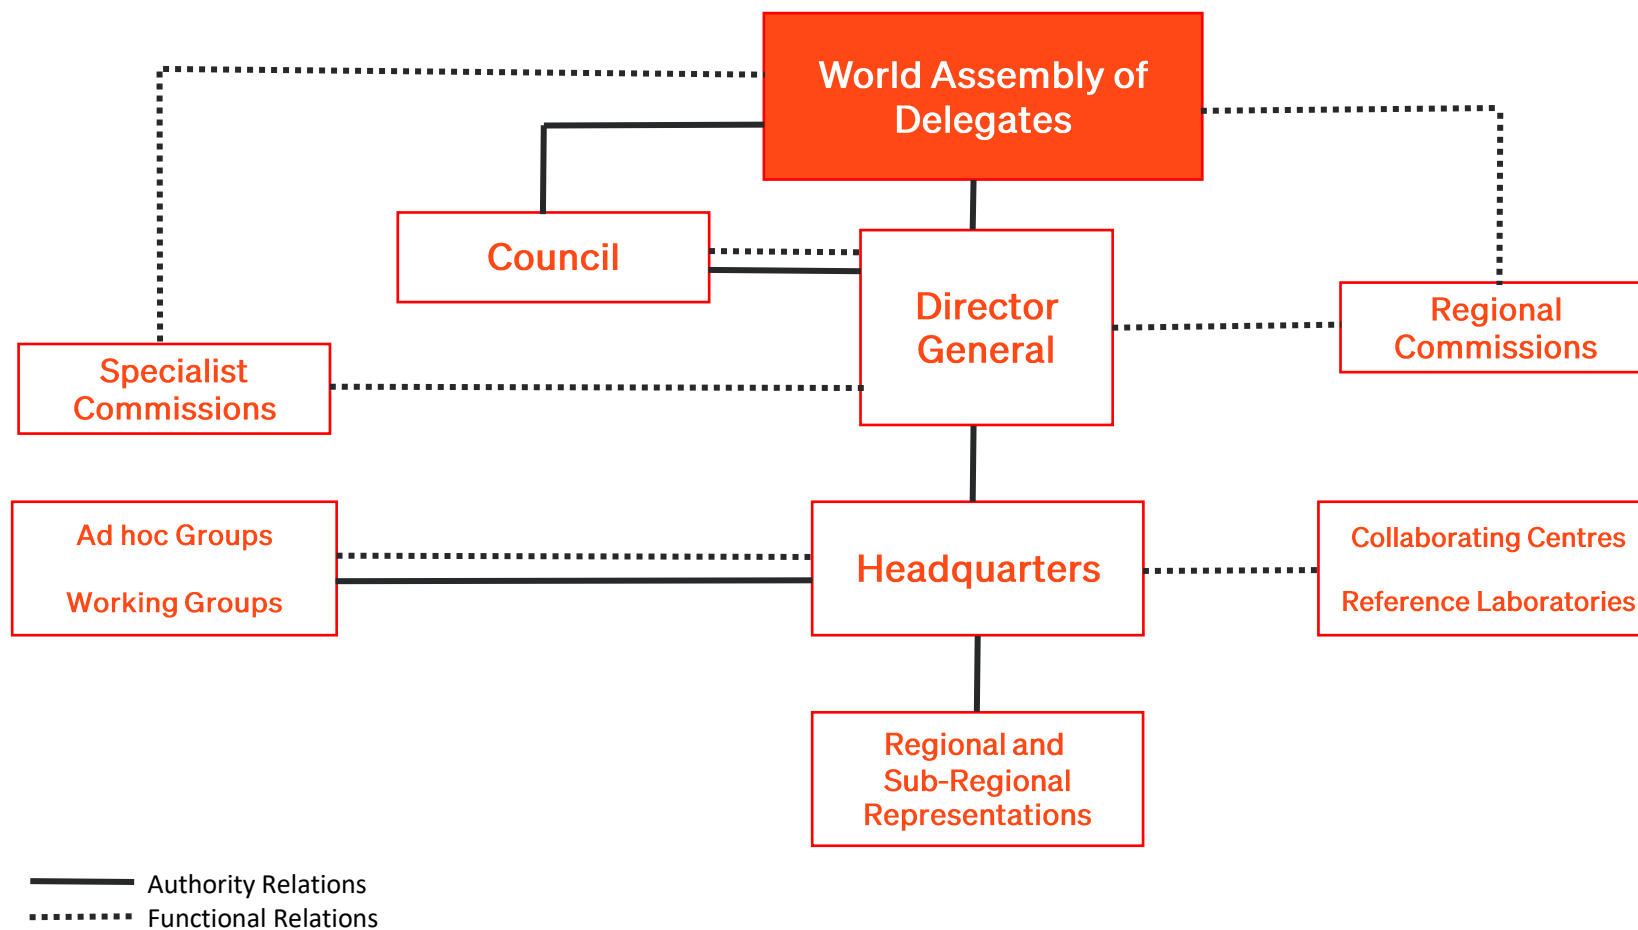 World Assembly of
Delegates
Council
Director
General
Regional
Commissions
Specialist
Commissions
Ad hoc Groups
Working Groups
Headquarters
Collaborating Centres
Reference Laboratories
Regional and
Sub-Regional
Representations
Authority Relations
Functional Relations